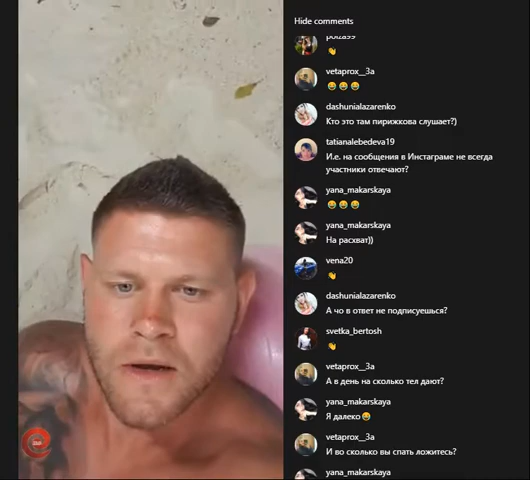 Hide comments
polza99
👏
vetaprox__3a
😂😂😂
dashunialazarenko
Кто это там пирижкова слушает?)
tatianalebedeva19
И.е. на сообщения в Инстаграме не всегда
участники отвечают?
yana_makarskaya
😂😂😂
yana_makarskaya
На расхват))
vena20
👏
dashunialazarenko
А чо в ответ не подписуешься?
svetka_bertosh
👏
vetaprox__3a
А в день на сколько тел дают?
yana_makarskaya
Я далеко😂
vetaprox__3a
И во сколько вы спать ложитесь?
yana_makarskaya